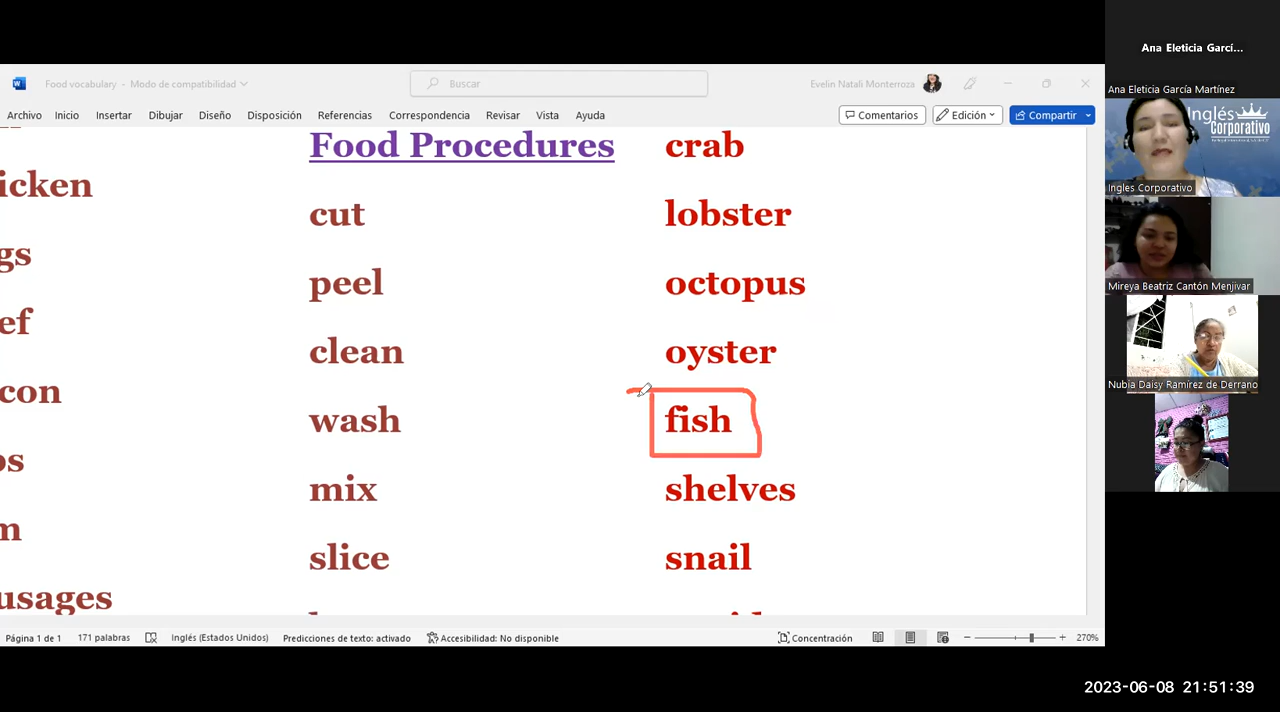 Ana Eleticia Garcí...
Ana Eleticia García Martínez
Food vocabulary - Modo de compatibilidad
Buscar
Evelin Natali Monterroza
Archivo Inicio Insertar Dibujar Diseño Disposición Referencias Correspondencia Revisar Vista Ayuda
Comentarios Edición Compartir
icken
gs
ef
con
ps
m
usages
Food Procedures
cut
peel
clean
wash
mix
slice
crab
lobster
octopus
oyster
fish
shelves
snail
Inglés
Corporativo
Ingles Corporativo
Mireya Beatriz Cantón Menjivar
Nubia Daisy Ramírez de Derrano
Página 1 de 1 171 palabras Inglés (Estados Unidos) Predicciones de texto: activado Accesibilidad: No disponible Concentración 270%
2023-06-08 21:51:39